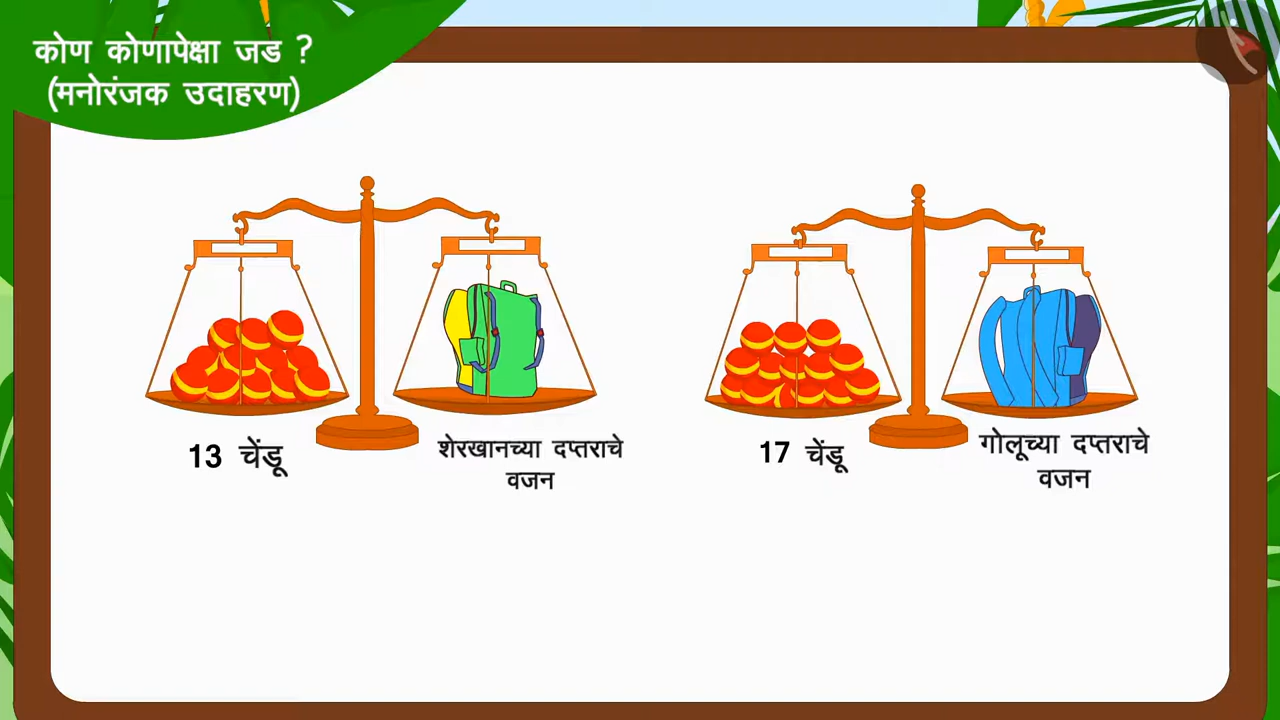 कोण कोणापेक्षा जड ?
(मनोरंजक उदाहरण)
13 चेंडू
शेरखानच्या दप्तराचे
वजन
17 चेंडू
गोलूच्या दप्तराचे
वजन